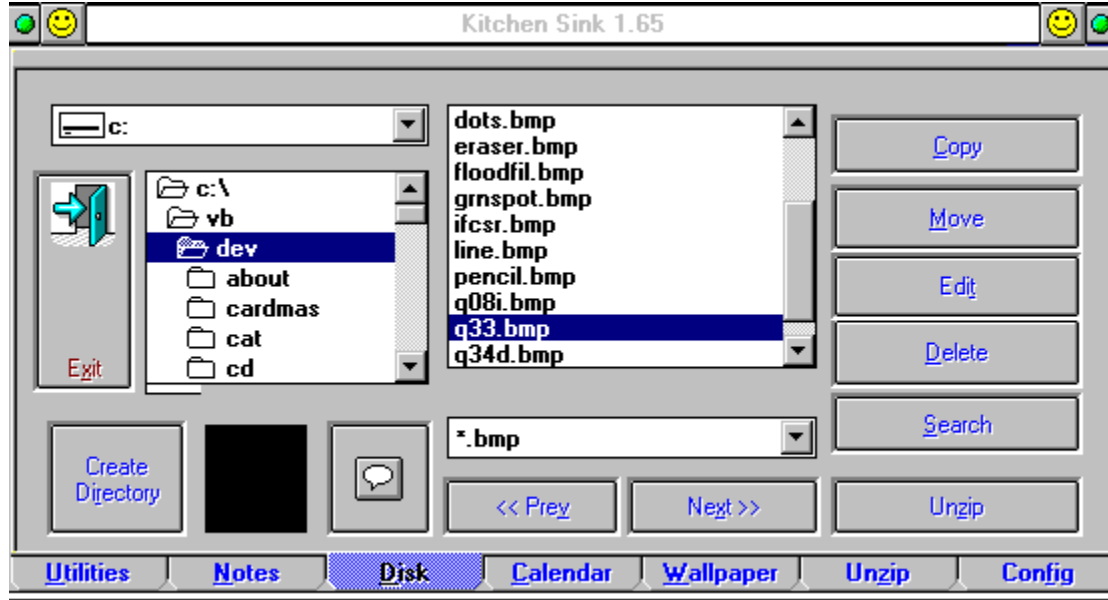 Kitchen Sink 1.65
c:
Exit
c:\
vb
dev
about
cardmas
cat
cd
dots.bmp
eraser.bmp
floodfil.bmp
grnspot.bmp
ifcsr.bmp
line.bmp
pencil.bmp
q08i.bmp
q33.bmp
q34d.bmp
Copy
Move
Edit
Delete
Search
Create
Directory
*.bmp
<< Prev
Next >>
Unzip
Utilities
Notes
Disk
Calendar
Wallpaper
Unzip
Config